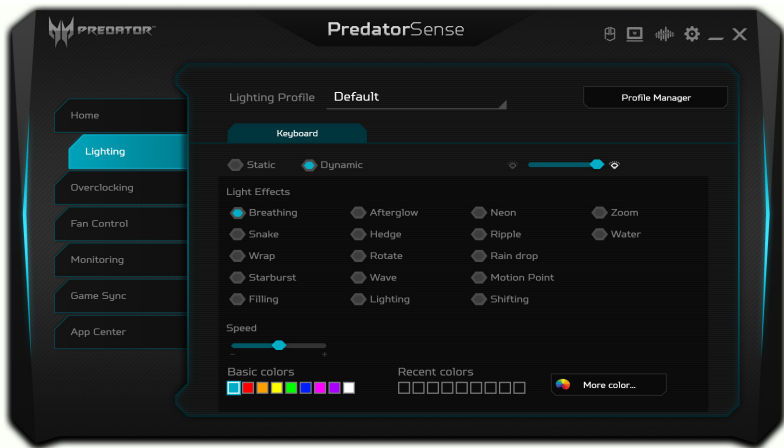 PREDATOR
PredatorSense
Home
Lighting
Overclocking
Fan Control
Monitoring
Game Sync
App Center
Lighting Profile Default
Profile Manager
Keyboard
Static Dynamic
Light Effects
Breathing Afterglow Neon Zoom
Snake Hedge Ripple Water
Wrap Rotate Rain drop
Starburst Wave Motion Point
Filling Lighting Shifting
Speed
- +
Basic colors Recent colors
More color...